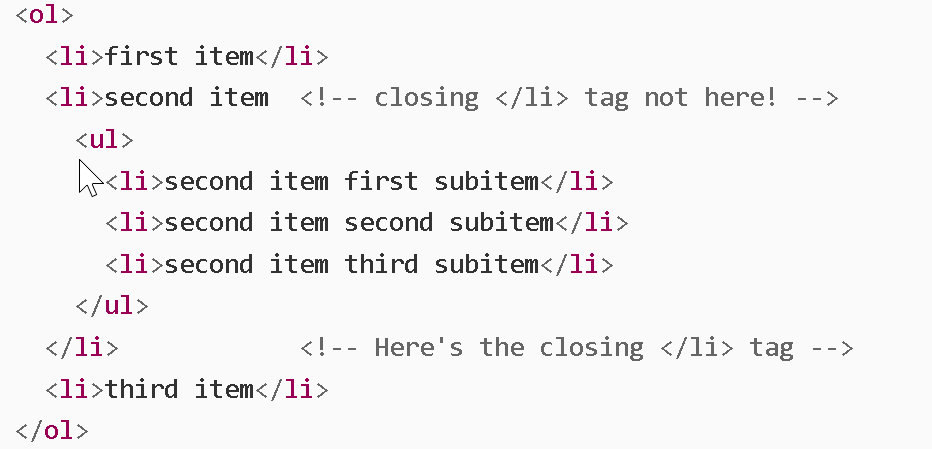 <ol>
  <li>first item</li>
  <li>second item  <!-- closing </li> tag not here! -->
    <ul>
      <li>second item first subitem</li>
      <li>second item second subitem</li>
      <li>second item third subitem</li>
    </ul>
  </li>            <!-- Here's the closing </li> tag -->
  <li>third item</li>
</ol>